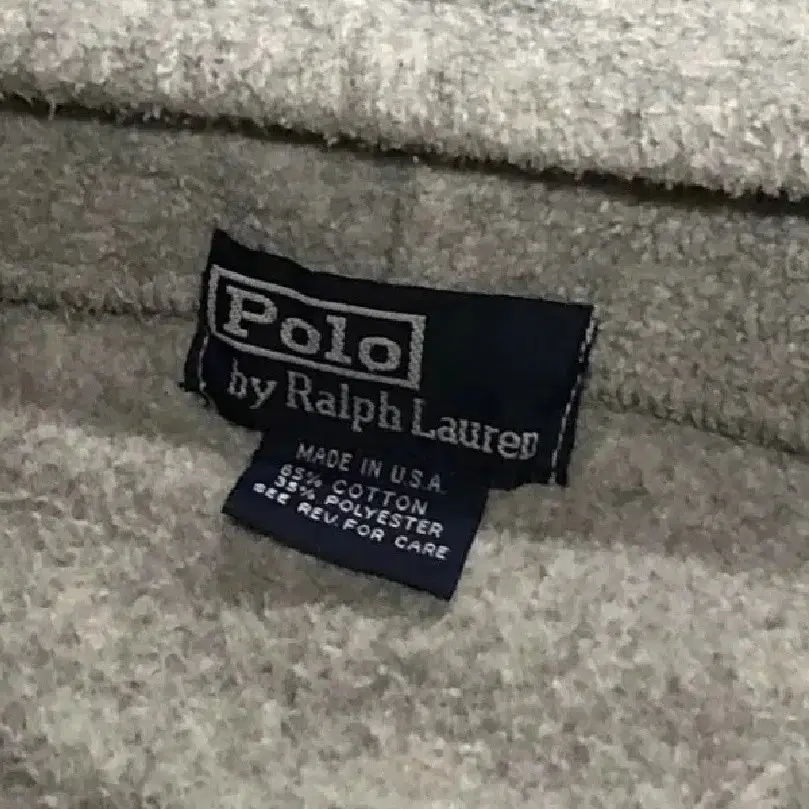 Polo
by Ralph Lauren
MADE IN U.S.A.
65% COTTON
35% POLYESTER
SEE REV. FOR CARE